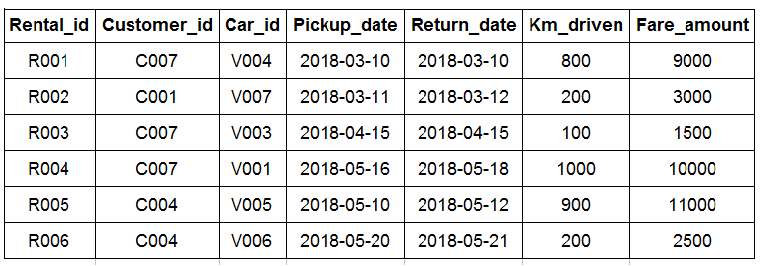 Rental_id Customer_id Car_id Pickup_date Return_date Km_driven Fare_amount
R001 C007 V004 2018-03-10 2018-03-10 800 9000
R002 C001 V007 2018-03-11 2018-03-12 200 3000
R003 C007 V003 2018-04-15 2018-04-15 100 1500
R004 C007 V001 2018-05-16 2018-05-18 1000 10000
R005 C004 V005 2018-05-10 2018-05-12 900 11000
R006 C004 V006 2018-05-20 2018-05-21 200 2500